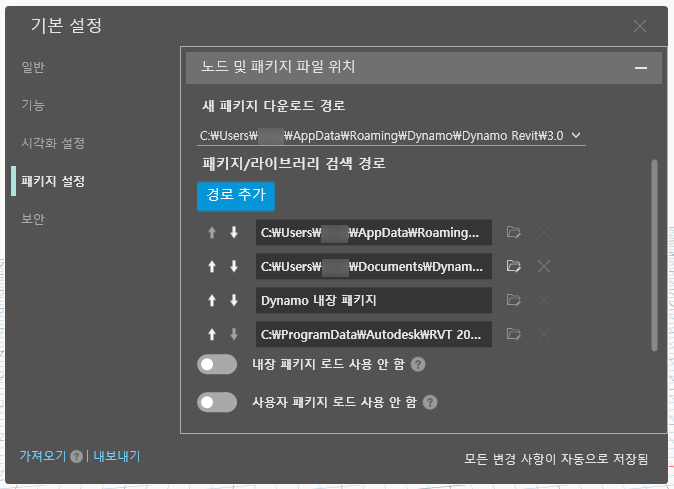 기본 설정
일반
기능
시각화 설정
패키지 설정
보안
노드 및 패키지 파일 위치
새 패키지 다운로드 경로
C:₩Users₩ ₩AppData₩Roaming₩Dynamo₩Dynamo Revit₩3.0
패키지/라이브러리 검색 경로
경로 추가
C:₩Users₩ ₩AppData₩Roaming...
C:₩Users₩ ₩Documents₩Dynam...
Dynamo 내장 패키지
C:₩ProgramData₩Autodesk₩RVT 20...
내장 패키지 로드 사용 안 함 ?
사용자 패키지 로드 사용 안 함 ?
가져오기 ? | 내보내기
모든 변경 사항이 자동으로 저장됨